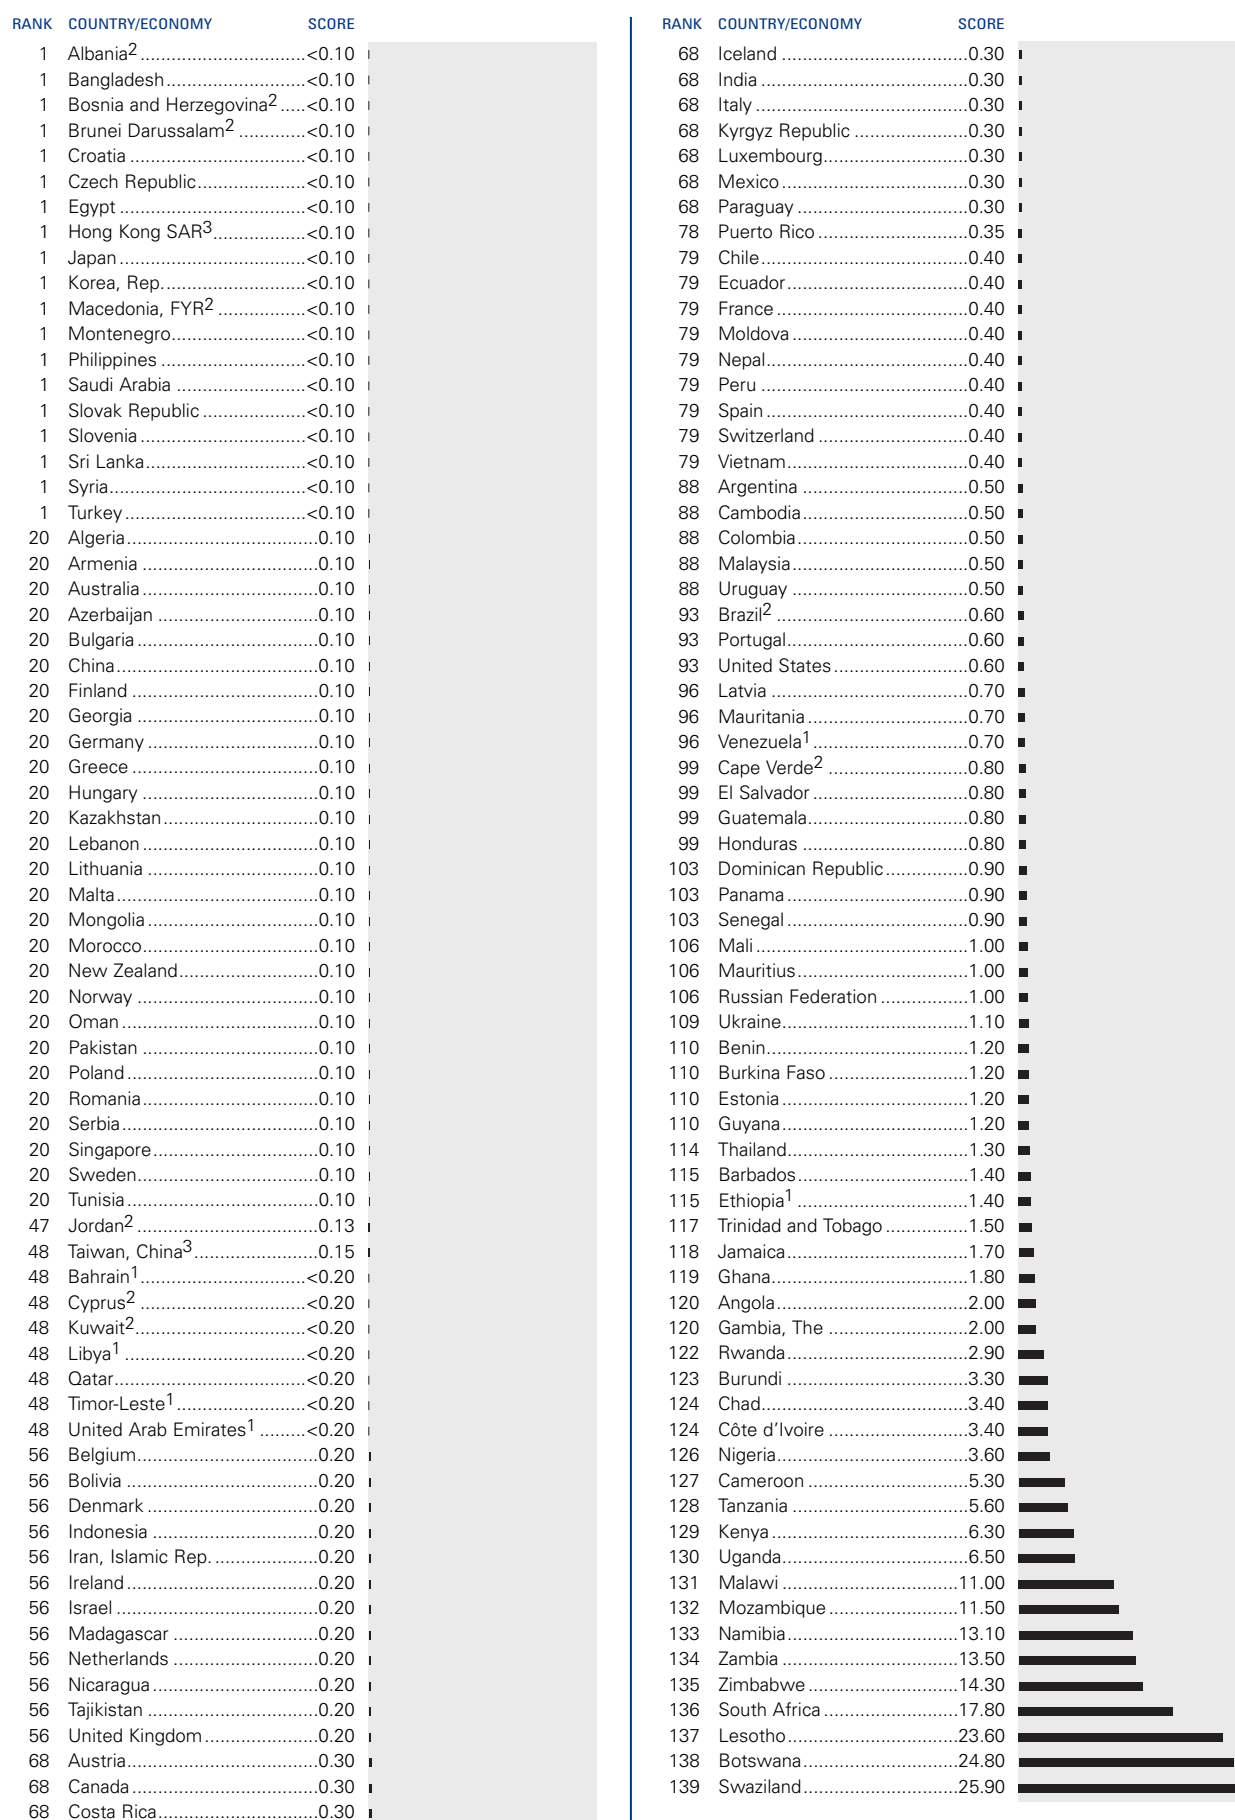 RANK COUNTRY/ECONOMY SCORE
1 Albania2 ..............................<0.10
1 Bangladesh.........................<0.10
1 Bosnia and Herzegovina2 .....<0.10
1 Brunei Darussalam2 .............<0.10
1 Croatia ................................<0.10
1 Czech Republic....................<0.10
1 Egypt ..................................<0.10
1 Hong Kong SAR3.................<0.10
1 Japan ..................................<0.10
1 Korea, Rep...........................<0.10
1 Macedonia, FYR2 ................<0.10
1 Montenegro........................<0.10
1 Philippines ..........................<0.10
1 Saudi Arabia .......................<0.10
1 Slovak Republic ...................<0.10
1 Slovenia ..............................<0.10
1 Sri Lanka.............................<0.10
1 Syria....................................<0.10
1 Turkey .................................<0.10
20 Algeria...................................0.10
20 Armenia ................................0.10
20 Australia ................................0.10
20 Azerbaijan .............................0.10
20 Bulgaria .................................0.10
20 China.....................................0.10
20 Finland ..................................0.10
20 Georgia .................................0.10
20 Germany ...............................0.10
20 Greece ..................................0.10
20 Hungary ................................0.10
20 Kazakhstan............................0.10
20 Lebanon ................................0.10
20 Lithuania ...............................0.10
20 Malta.....................................0.10
20 Mongolia ...............................0.10
20 Morocco................................0.10
20 New Zealand.........................0.10
20 Norway .................................0.10
20 Oman ....................................0.10
20 Pakistan ................................0.10
20 Poland...................................0.10
20 Romania................................0.10
20 Serbia....................................0.10
20 Singapore..............................0.10
20 Sweden.................................0.10
20 Tunisia ...................................0.10
47 Jordan2 .................................0.13
48 Taiwan, China3.......................0.15
48 Bahrain1..............................<0.20
48 Cyprus2 ..............................<0.20
48 Kuwait2...............................<0.20
48 Libya1 .................................<0.20
48 Qatar...................................<0.20
48 Timor-Leste1 .......................<0.20
48 United Arab Emirates1 .........<0.20
56 Belgium.................................0.20
56 Bolivia ...................................0.20
56 Denmark ...............................0.20
56 Indonesia ..............................0.20
56 Iran, Islamic Rep. ...................0.20
56 Ireland ...................................0.20
56 Israel .....................................0.20
56 Madagascar ..........................0.20
56 Netherlands ..........................0.20
56 Nicaragua ..............................0.20
56 Tajikistan ...............................0.20
56 United Kingdom.....................0.20
68 Austria...................................0.30
68 Canada ..................................0.30
68 Costa Rica.............................0.30
RANK COUNTRY/ECONOMY SCORE
68 Iceland ..................................0.30
68 India ......................................0.30
68 Italy .......................................0.30
68 Kyrgyz Republic .....................0.30
68 Luxembourg..........................0.30
68 Mexico ..................................0.30
68 Paraguay ...............................0.30
78 Puerto Rico ...........................0.35
79 Chile......................................0.40
79 Ecuador.................................0.40
79 France ...................................0.40
79 Moldova ................................0.40
79 Nepal.....................................0.40
79 Peru ......................................0.40
79 Spain .....................................0.40
79 Switzerland ...........................0.40
79 Vietnam.................................0.40
88 Argentina ..............................0.50
88 Cambodia..............................0.50
88 Colombia...............................0.50
88 Malaysia................................0.50
88 Uruguay ................................0.50
93 Brazil2 ...................................0.60
93 Portugal.................................0.60
93 United States ........................0.60
96 Latvia ....................................0.70
96 Mauritania .............................0.70
96 Venezuela1 ............................0.70
99 Cape Verde2 .........................0.80
99 El Salvador ............................0.80
99 Guatemala.............................0.80
99 Honduras ..............................0.80
103 Dominican Republic...............0.90
103 Panama.................................0.90
103 Senegal.................................0.90
106 Mali .......................................1.00
106 Mauritius...............................1.00
106 Russian Federation ................1.00
109 Ukraine..................................1.10
110 Benin.....................................1.20
110 Burkina Faso .........................1.20
110 Estonia ..................................1.20
110 Guyana ..................................1.20
114 Thailand.................................1.30
115 Barbados...............................1.40
115 Ethiopia1 ...............................1.40
117 Trinidad and Tobago ...............1.50
118 Jamaica.................................1.70
119 Ghana....................................1.80
120 Angola...................................2.00
120 Gambia, The .........................2.00
122 Rwanda.................................2.90
123 Burundi .................................3.30
124 Chad......................................3.40
124 Côte d’Ivoire .........................3.40
126 Nigeria...................................3.60
127 Cameroon .............................5.30
128 Tanzania ................................5.60
129 Kenya ....................................6.30
130 Uganda..................................6.50
131 Malawi ................................11.00
132 Mozambique .......................11.50
133 Namibia...............................13.10
134 Zambia ................................13.50
135 Zimbabwe ...........................14.30
136 South Africa.........................17.80
137 Lesotho ...............................23.60
138 Botswana............................24.80
139 Swaziland............................25.90